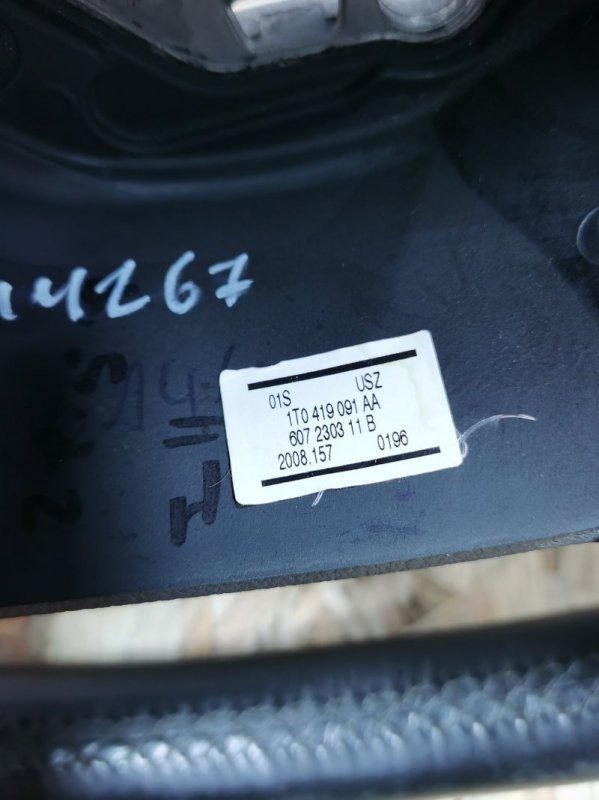 14267
01S USZ
1T0 419 091 AA
607 2303 11 B
2008.157 0196